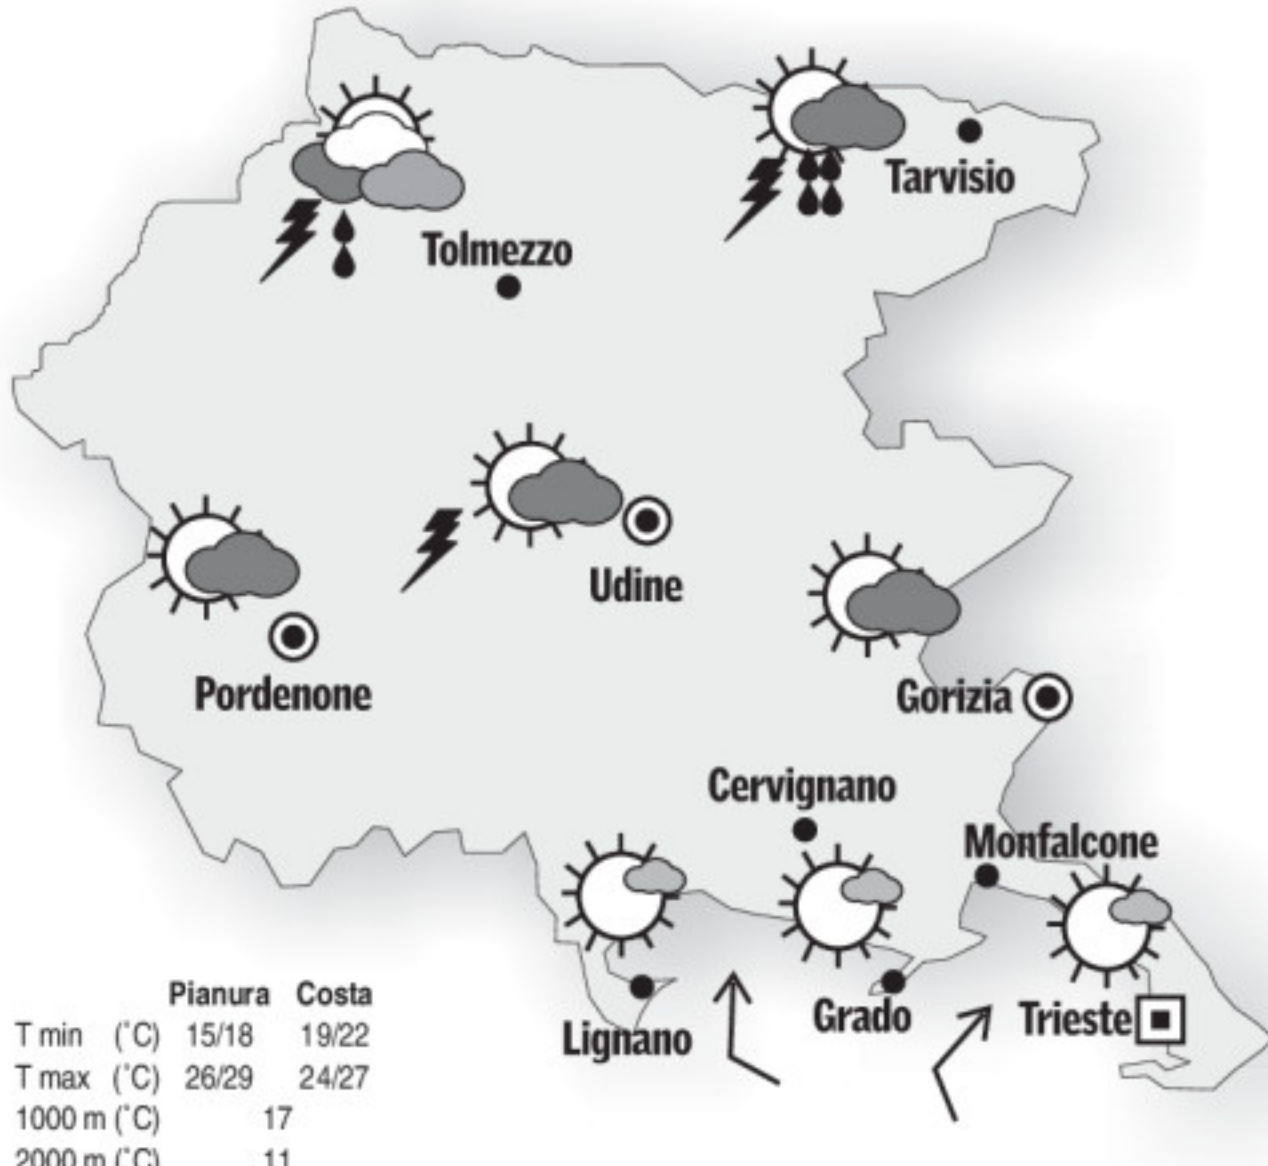 Tarvisio
Tolmezzo
Udine
Pordenone
Gorizia
Cervignano
Monfalcone
Grado
Trieste
Lignano
Pianura Costa
T min (°C) 15/18 19/22
T max (°C) 26/29 24/27
1000 m (°C) 17
2000 m (°C) 11